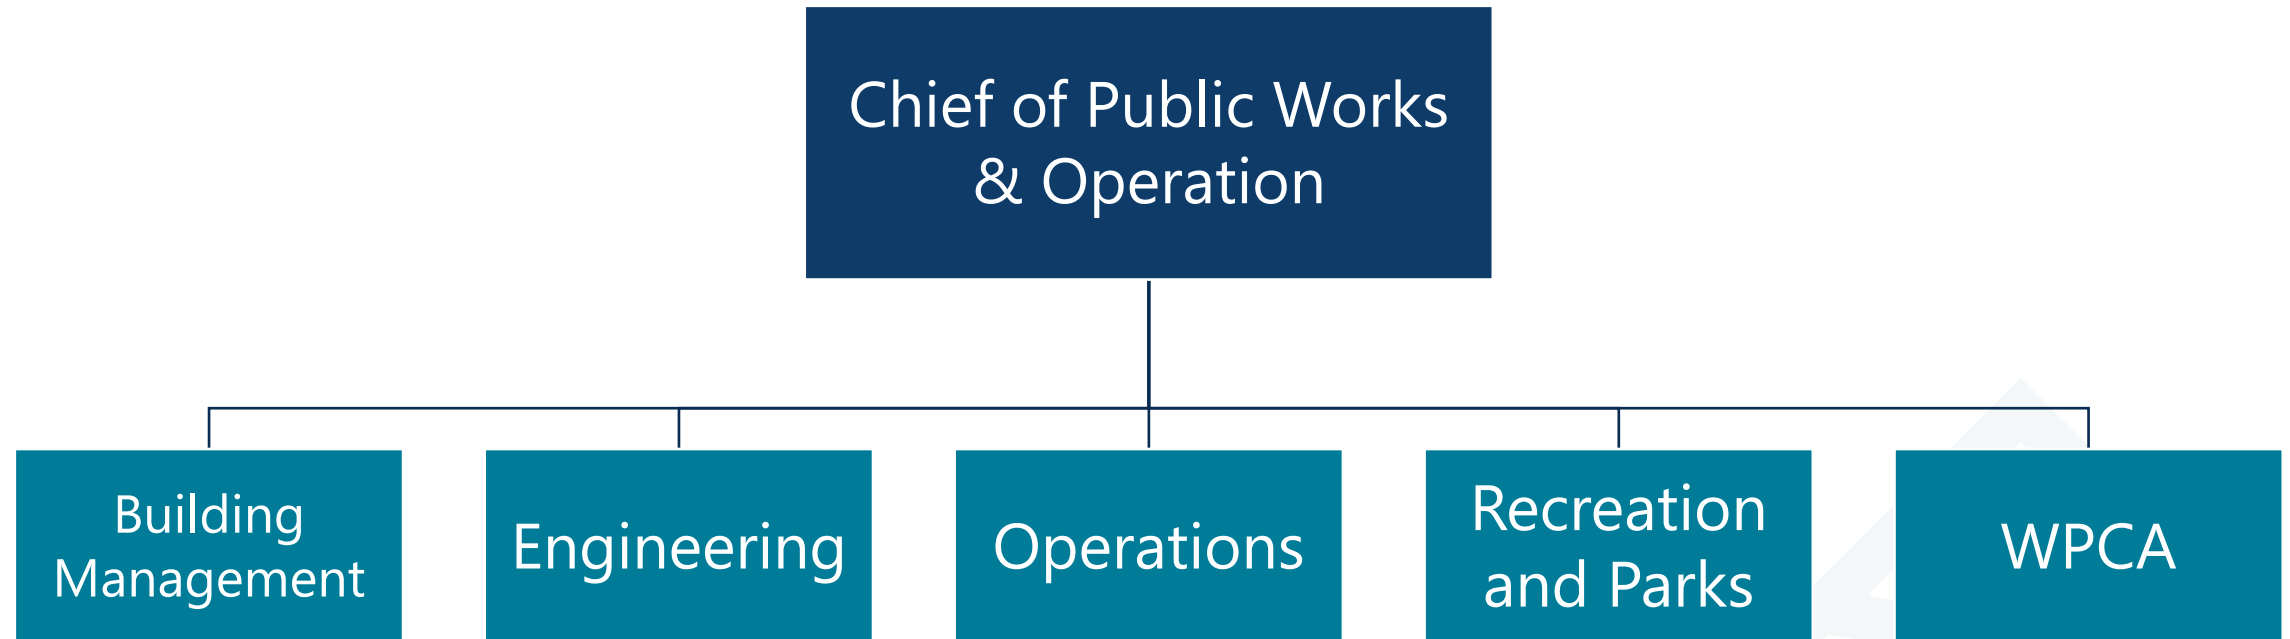 Chief of Public Works
& Operation
Building
Management
Engineering
Operations
Recreation
and Parks
WPCA